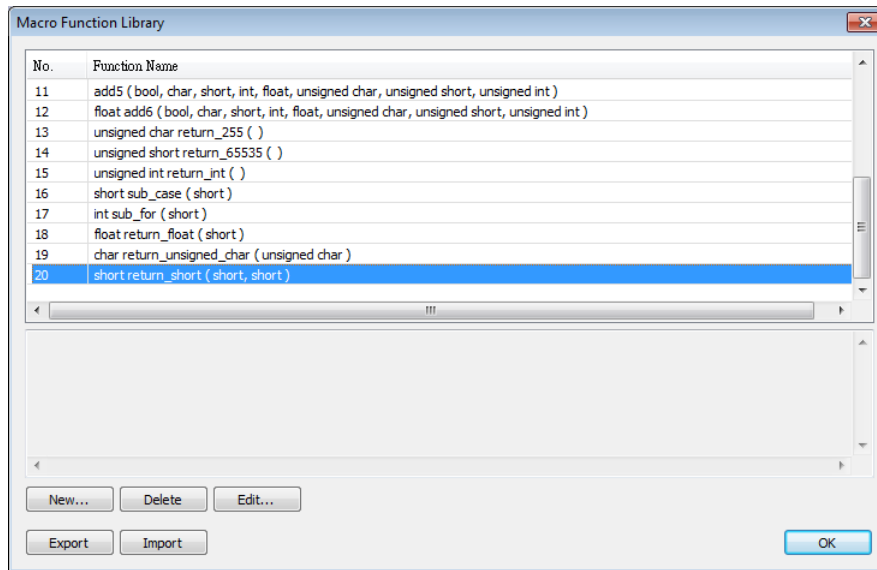 Macro Function Library
No. Function Name
11 add5 ( bool, char, short, int, float, unsigned char, unsigned short, unsigned int )
12 float add6 ( bool, char, short, int, float, unsigned char, unsigned short, unsigned int )
13 unsigned char return_255 ( )
14 unsigned short return_65535 ( )
15 unsigned int return_int ( )
16 short sub_case ( short )
17 int sub_for ( short )
18 float return_float ( short )
19 char return_unsigned_char ( unsigned char )
20 short return_short ( short, short )
New... Delete Edit...
Export Import OK